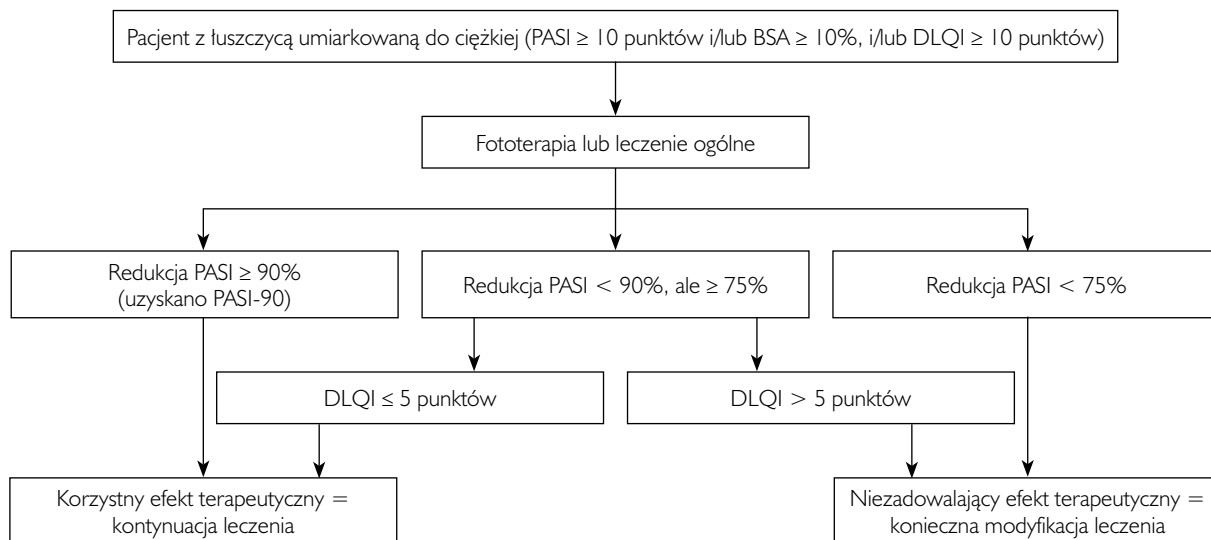 Pacjent z łuszczycą umiarkowaną do ciężkiej (PASI ≥ 10 punktów i/lub BSA ≥ 10%, i/lub DLQI ≥ 10 punktów)
Fototerapia lub leczenie ogólne
Redukcja PASI ≥ 90%
(uzyskano PASI-90)
Redukcja PASI < 90%, ale ≥ 75%
Redukcja PASI < 75%
DLQI ≤ 5 punktów
DLQI > 5 punktów
Korzystny efekt terapeutyczny =
kontynuacja leczenia
Niezadowalający efekt terapeutyczny =
konieczna modyfikacja leczenia